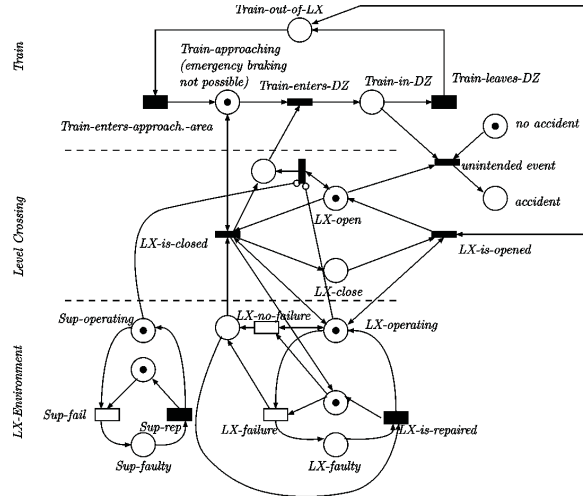 Train-out-of-LX
Train
Train-approaching
(emergency braking
not possible)
Train-enters-DZ
Train-in-DZ
Train-leaves-DZ
Train-enters-approach.-area
no accident
unintended event
accident
Level Crossing
LX-open
LX-is-closed
LX-is-opened
LX-close
LX-Environment
Sup-operating
LX-no-failure
LX-operating
Sup-fail
Sup-rep
LX-failure
LX-is-repaired
Sup-faulty
LX-faulty